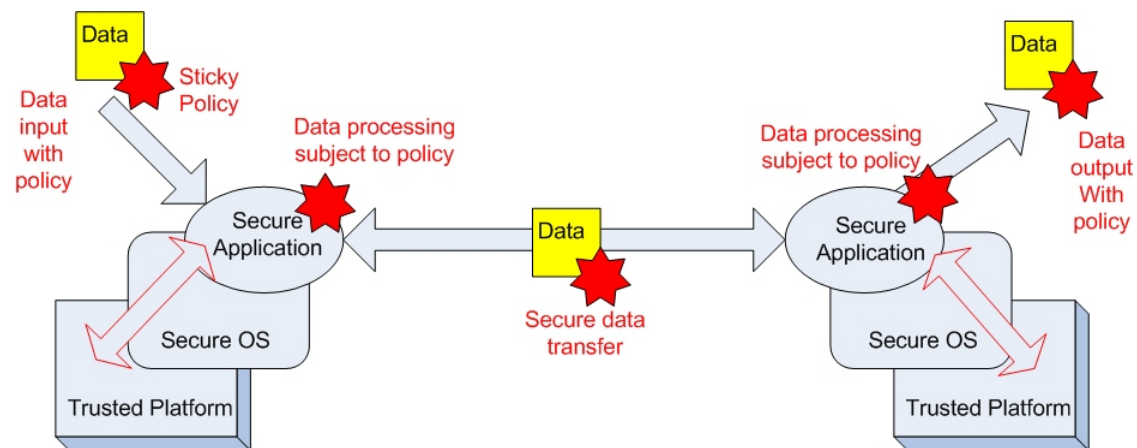 Data
Sticky
Policy
Data
input
with
policy
Data processing
subject to policy
Secure
Application
Secure OS
Trusted Platform
Data
Secure data
transfer
Data processing
subject to policy
Secure
Application
Secure OS
Trusted Platform
Data
Data
output
With
policy